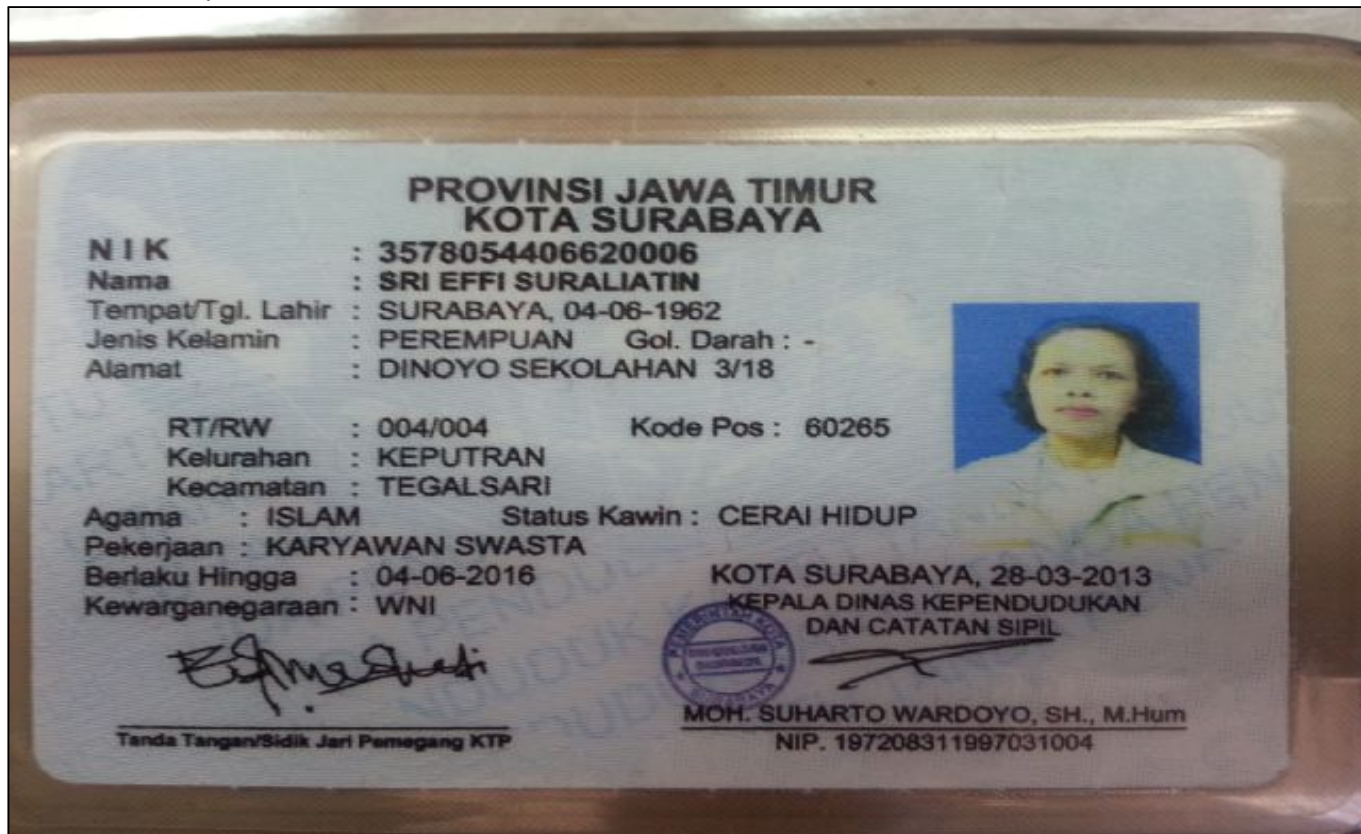 PROVINSI JAWA TIMUR
KOTA SURABAYA
NIK : 3578054406620006
Nama : SRI EFFI SURALIATIN
Tempat/Tgl. Lahir : SURABAYA, 04-06-1962
Jenis Kelamin : PEREMPUAN Gol. Darah : -
Alamat : DINOYO SEKOLAHAN 3/18
RT/RW : 004/004 Kode Pos : 60265
Kelurahan : KEPUTRAN
Kecamatan : TEGALSARI
Agama : ISLAM Status Kawin : CERAI HIDUP
Pekerjaan : KARYAWAN SWASTA
Berlaku Hingga : 04-06-2016
Kewarganegaraan : WNI
KOTA SURABAYA, 28-03-2013
KEPALA DINAS KEPENDUDUKAN
DAN CATATAN SIPIL
PEMERINTAH KOTA
SURABAYA
MOH. SUHARTO WARDOYO, SH., M.Hum
NIP. 197208311997031004
Tanda Tangan/Sidik Jari Pemegang KTP